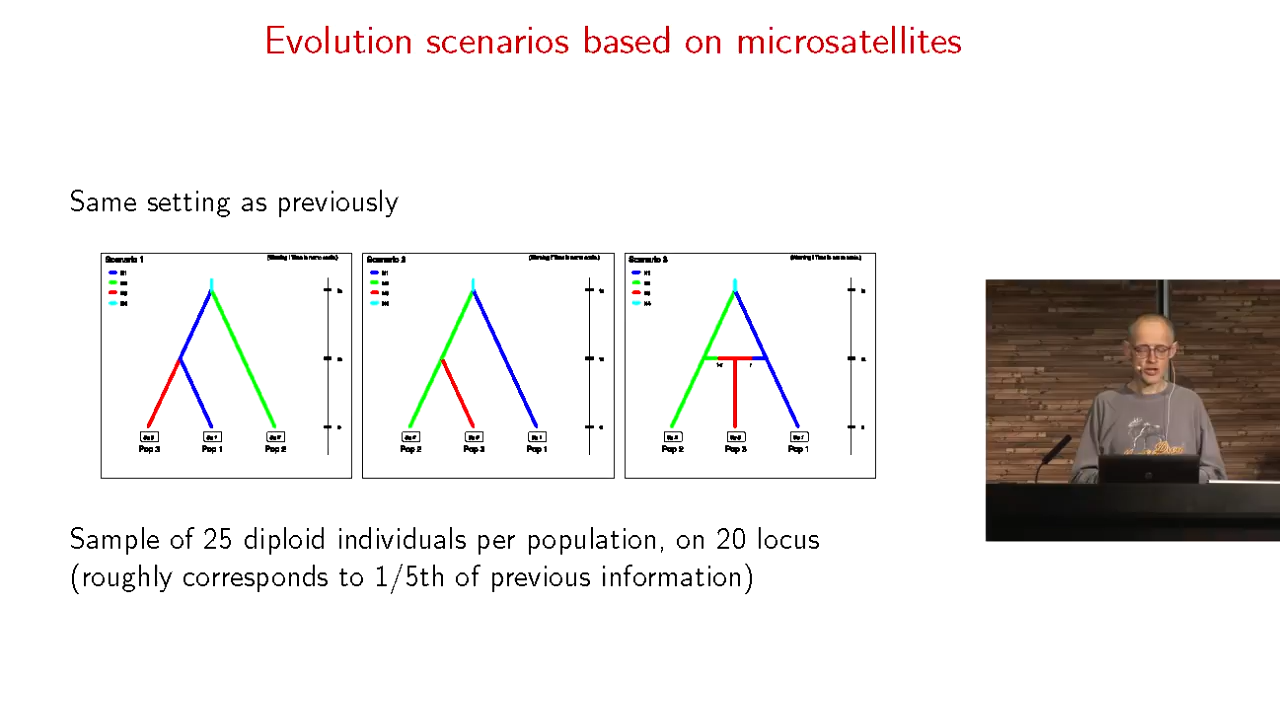 Evolution scenarios based on microsatellites
Same setting as previously
Scenario 1
Scenario 2
Scenario 3
Pop 3 Pop 1 Pop 2
Pop 2 Pop 3 Pop 1
Pop 2 Pop 3 Pop 1
Sample of 25 diploid individuals per population, on 20 locus
(roughly corresponds to 1/5th of previous information)